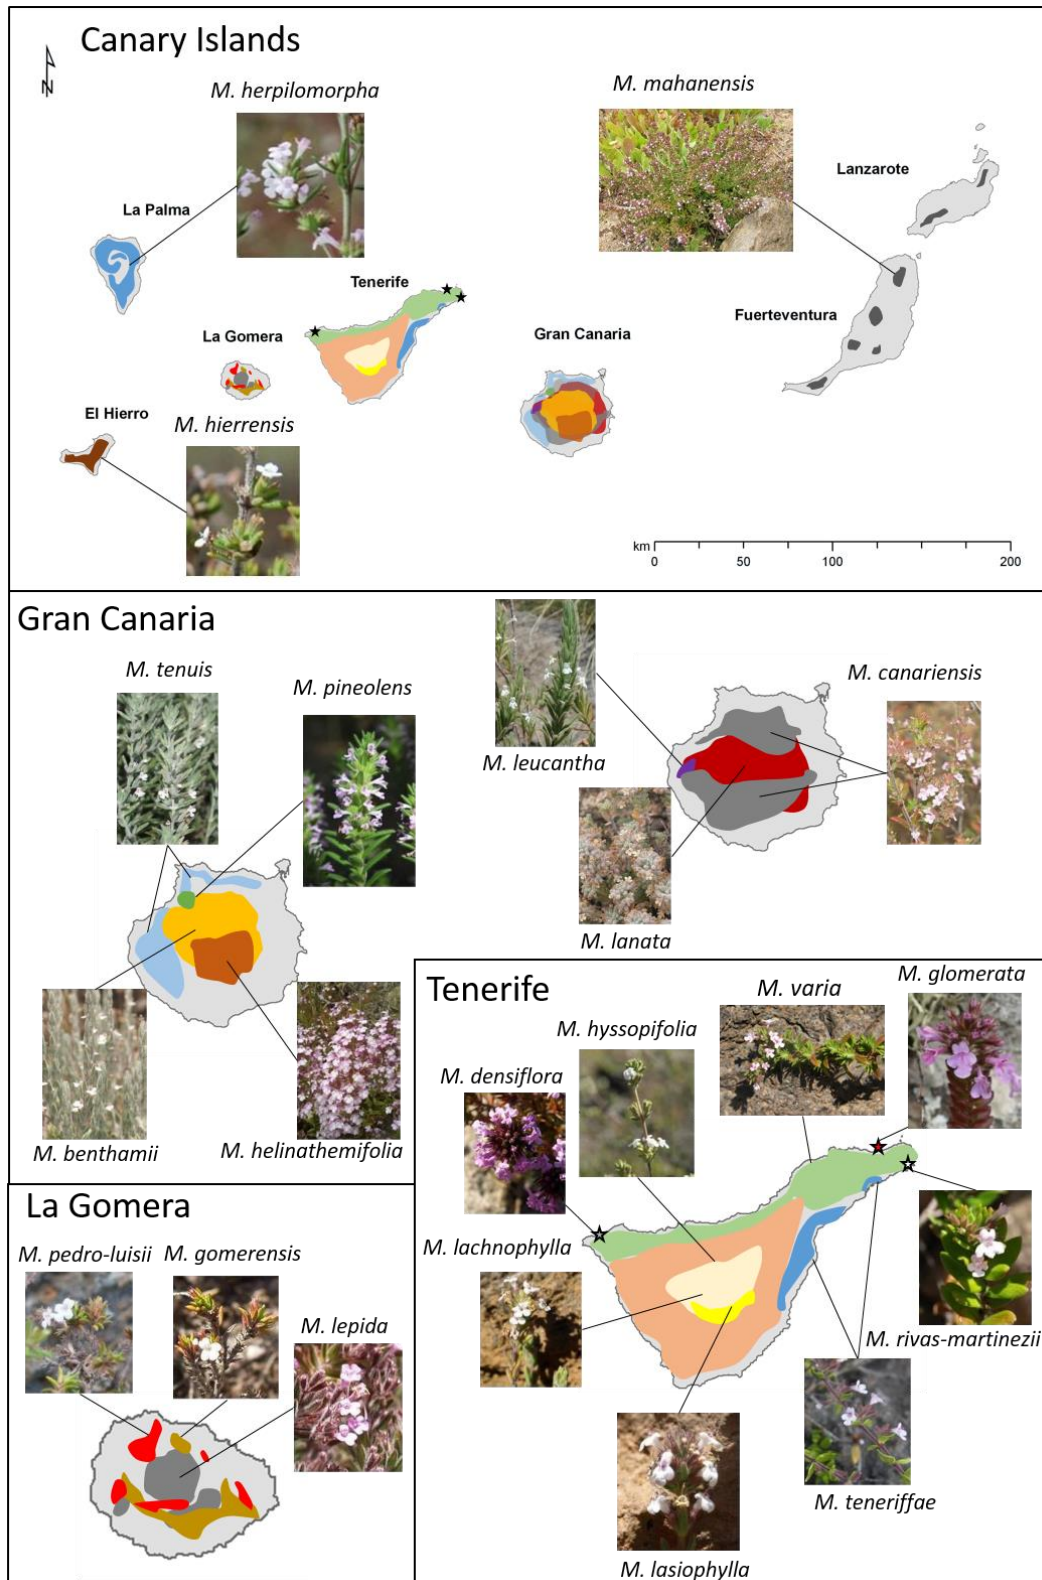 Canary Islands
N
M. herpilomorpha
M. mahanensis
Lanzarote
La Palma
Tenerife
Fuerteventura
La Gomera
Gran Canaria
El Hierro
M. hierrensis
km
0 50 100 200
Gran Canaria
M. tenuis
M. pineolens
M. canariensis
M. leucantha
M. lanata
M. benthamii
M. helinathemifolia
Tenerife
M. glomerata
M. varia
M. hyssopifolia
M. densiflora
M. lachnophylla
M. rivas-martinezii
M. teneriffae
M. lasiophylla
La Gomera
M. pedro-luisii
M. gomerensis
M. lepida